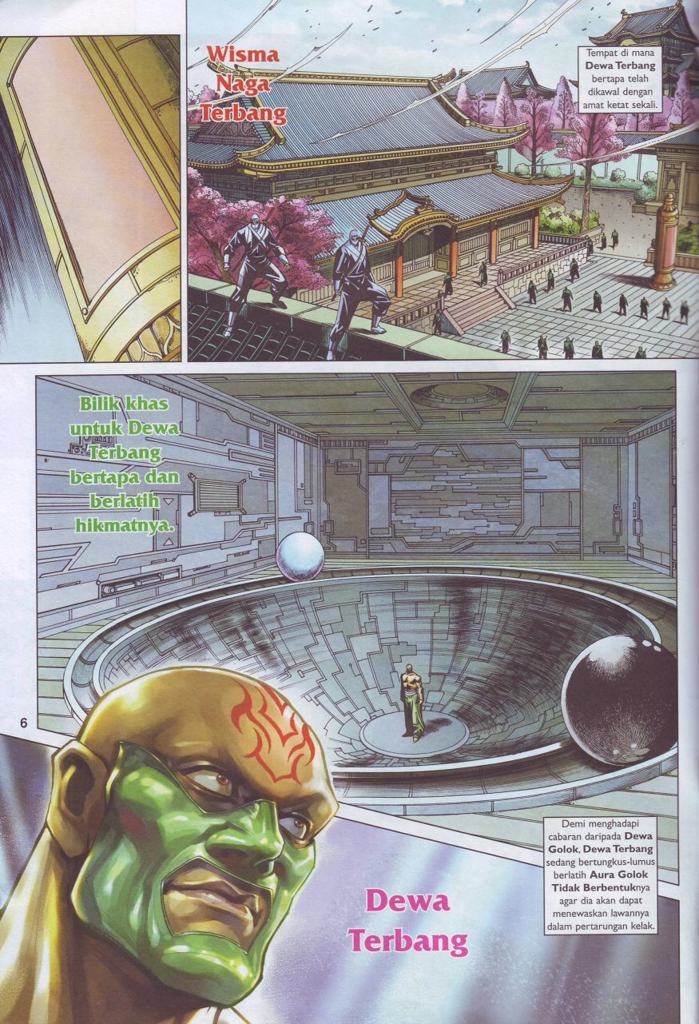 Wisma
Naga
Terbang
Tempat di mana
Dewa Terbang
bertapa telah
dikawal dengan
amat ketat sekali.
Bilik khas
untuk Dewa
Terbang
bertapa dan
berlatih
hikmatnya.
6
Demi menghadapi
cabaran daripada Dewa
Golok, Dewa Terbang
sedang bertungkus-lumus
berlatih Aura Golok
Tidak Berbentuknya
agar dia akan dapat
menewaskan lawannya
dalam pertarungan kelak.
Dewa
Terbang